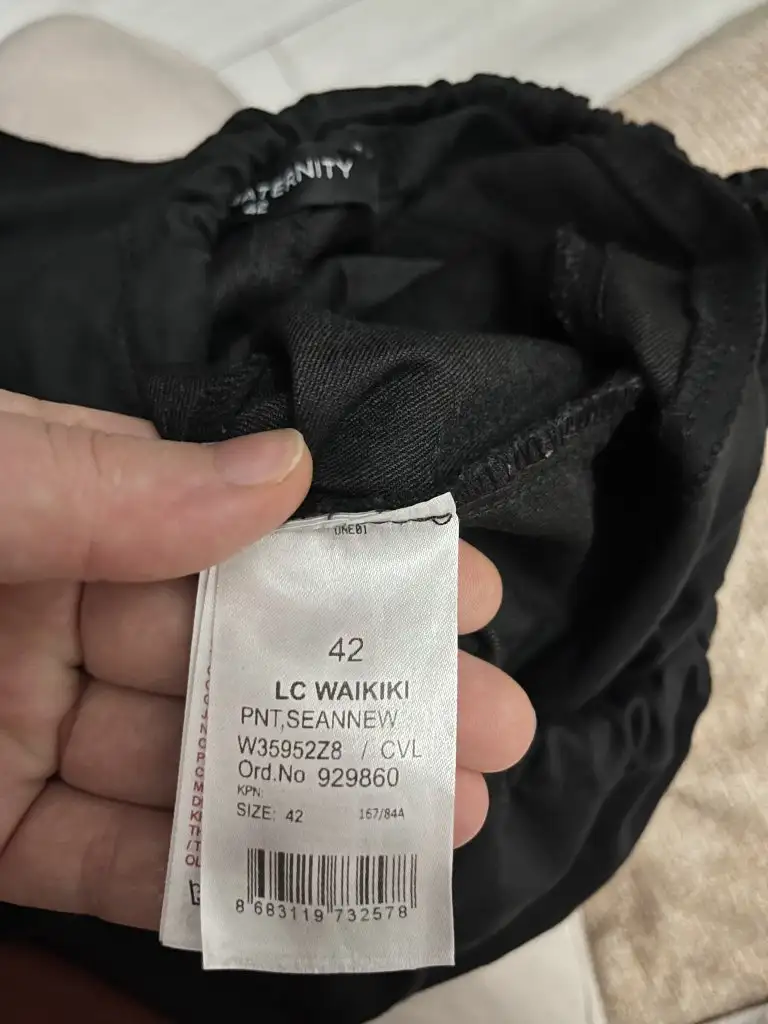 ATERNITY
42
42
LC WAIKIKI
PNT,SEANNEW
W35952Z8 / CVL
Ord.No 929860
KPN:
SIZE: 42 167/84A
8 683119 732578